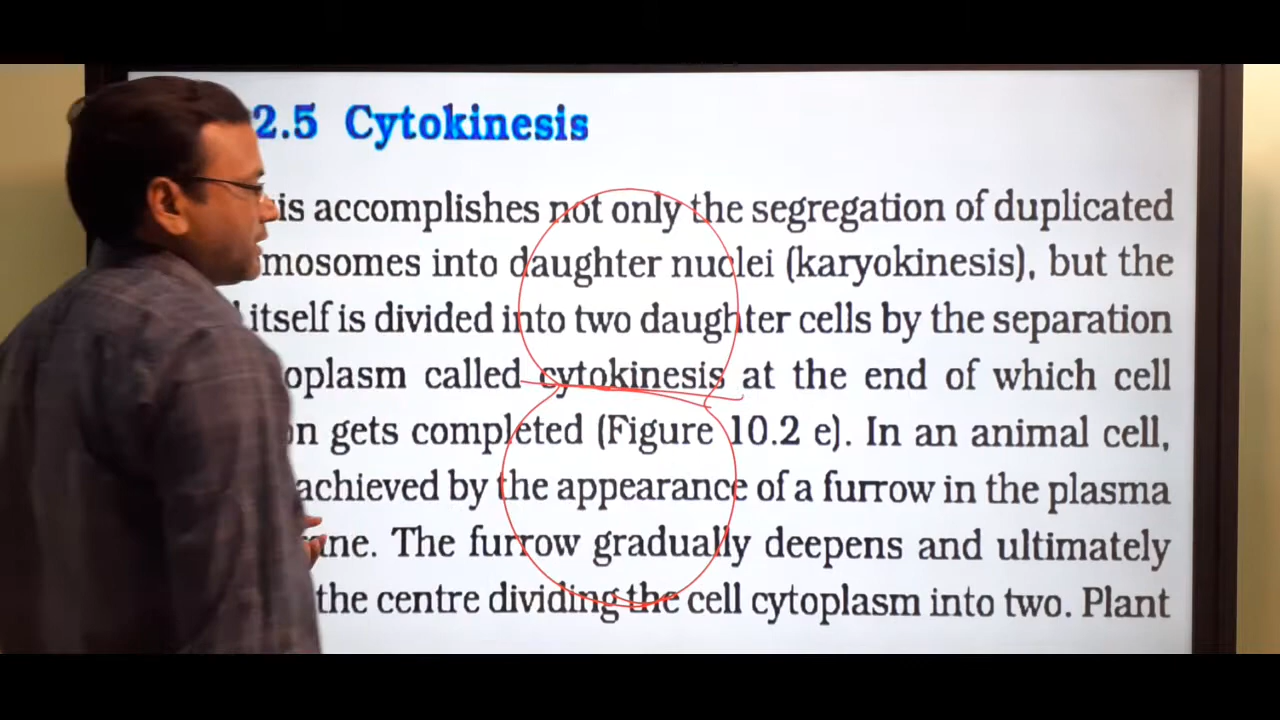 2.5 Cytokinesis
is accomplishes not only the segregation of duplicated
mosomes into daughter nuclei (karyokinesis), but the
itself is divided into two daughter cells by the separation
oplasm called cytokinesis at the end of which cell
on gets completed (Figure 10.2 e). In an animal cell,
achieved by the appearance of a furrow in the plasma
ane. The furrow gradually deepens and ultimately
the centre dividing the cell cytoplasm into two. Plant